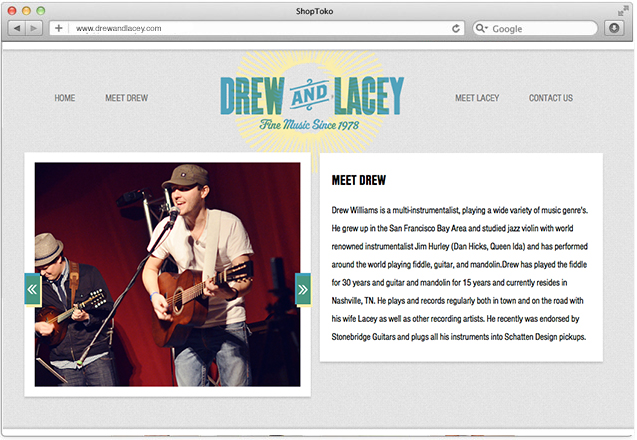 ShopToko
www.drewandlacey.com
Google
DREW AND LACEY
Fine Music Since 1978
HOME
MEET DREW
MEET LACEY
CONTACT US
MEET DREW
Drew Williams is a multi-instrumentalist, playing a wide variety of music genre's.
He grew up in the San Francisco Bay Area and studied jazz violin with world
renowned instrumentalist Jim Hurley (Dan Hicks, Queen Ida) and has performed
around the world playing fiddle, guitar, and mandolin.Drew has played the fiddle
for 30 years and guitar and mandolin for 15 years and currently resides in
Nashville, TN. He plays and records regularly both in town and on the road with
his wife Lacey as well as other recording artists. He recently was endorsed by
Stonebridge Guitars and plugs all his instruments into Schatten Design pickups.